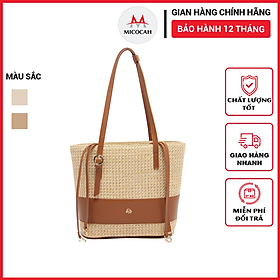 MICOCAH
GIAN HÀNG CHÍNH HÃNG
BẢO HÀNH 12 THÁNG
MÀU SẮC
CHẤT LƯỢNG
TỐT
GIAO HÀNG
NHANH
MIỄN PHÍ
ĐỔI TRẢ